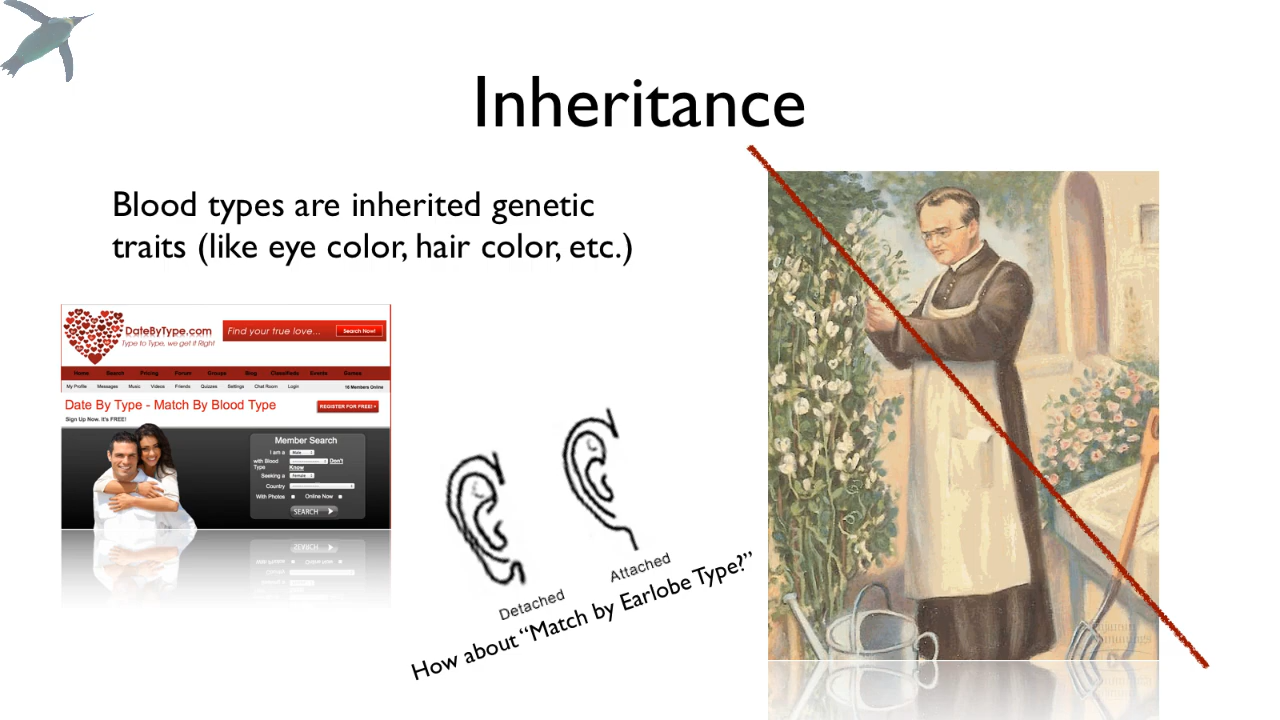 Inheritance
Blood types are inherited genetic
traits (like eye color, hair color, etc.)
DateByType.com
Type to Type, we get it Right
Find your true love...
Search Now!
Home Search Pricing Forum Groups Blog Classifieds Events Games
My Profile Messages Music Videos Friends Quizzes Settings Chat Room Login
16 Members Online
Date By Type - Match By Blood Type
REGISTER FOR FREE!
Sign Up Now. It's FREE!
Member Search
I am a Male
with Blood Type Don't Know
Seeking a Female
Country
With Photos Online Now
SEARCH
Detached
Attached
How about “Match by Earlobe Type?”